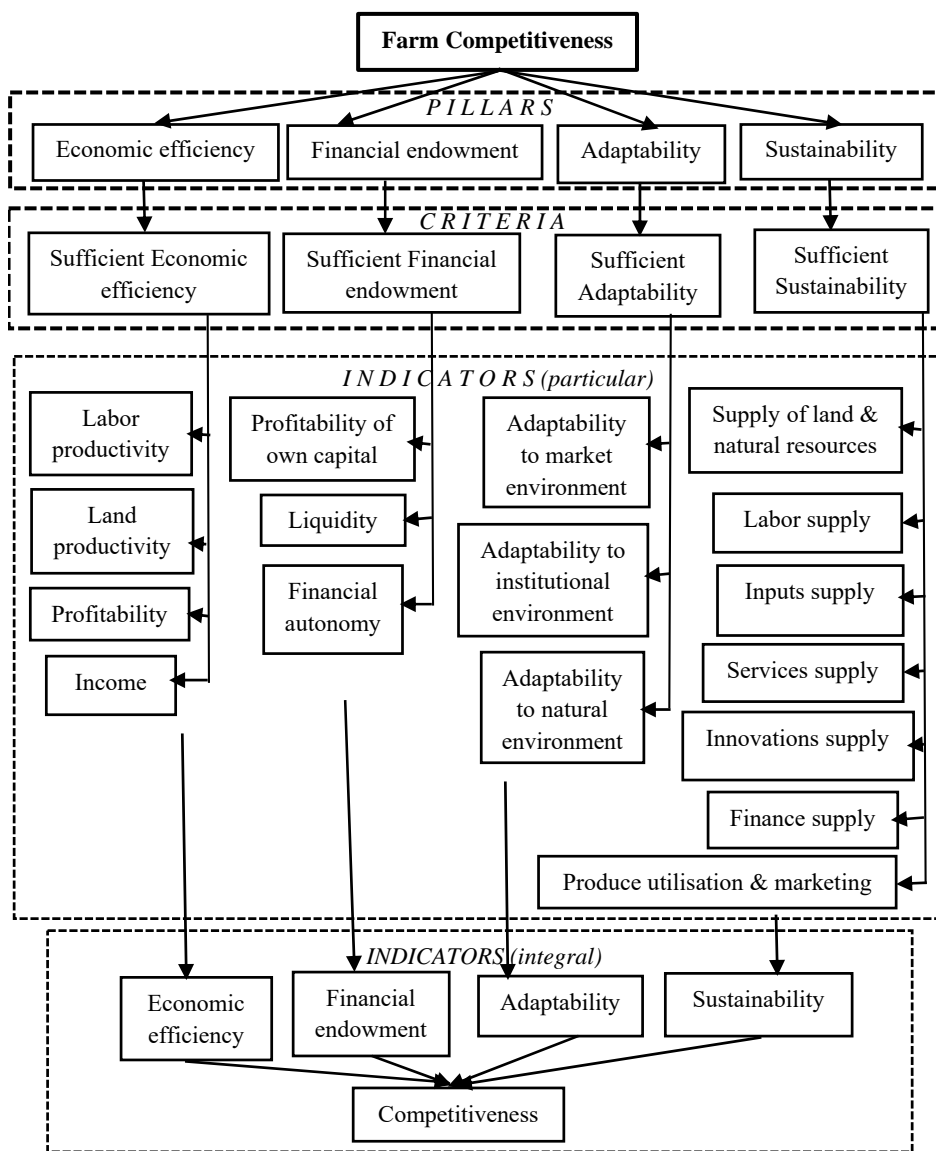 Farm Competitiveness
P I L L A R S
Economic efficiency
Financial endowment
Adaptability
Sustainability
C R I T E R I A
Sufficient Economic
efficiency
Sufficient Financial
endowment
Sufficient
Adaptability
Sufficient
Sustainability
I N D I C A T O R S (particular)
Labor
productivity
Land
productivity
Profitability
Income
Profitability of
own capital
Liquidity
Financial
autonomy
Adaptability
to market
environment
Adaptability to
institutional
environment
Adaptability
to natural
environment
Supply of land &
natural resources
Labor supply
Inputs supply
Services supply
Innovations supply
Finance supply
Produce utilisation & marketing
INDICATORS (integral)
Economic
efficiency
Financial
endowment
Adaptability
Sustainability
Competitiveness